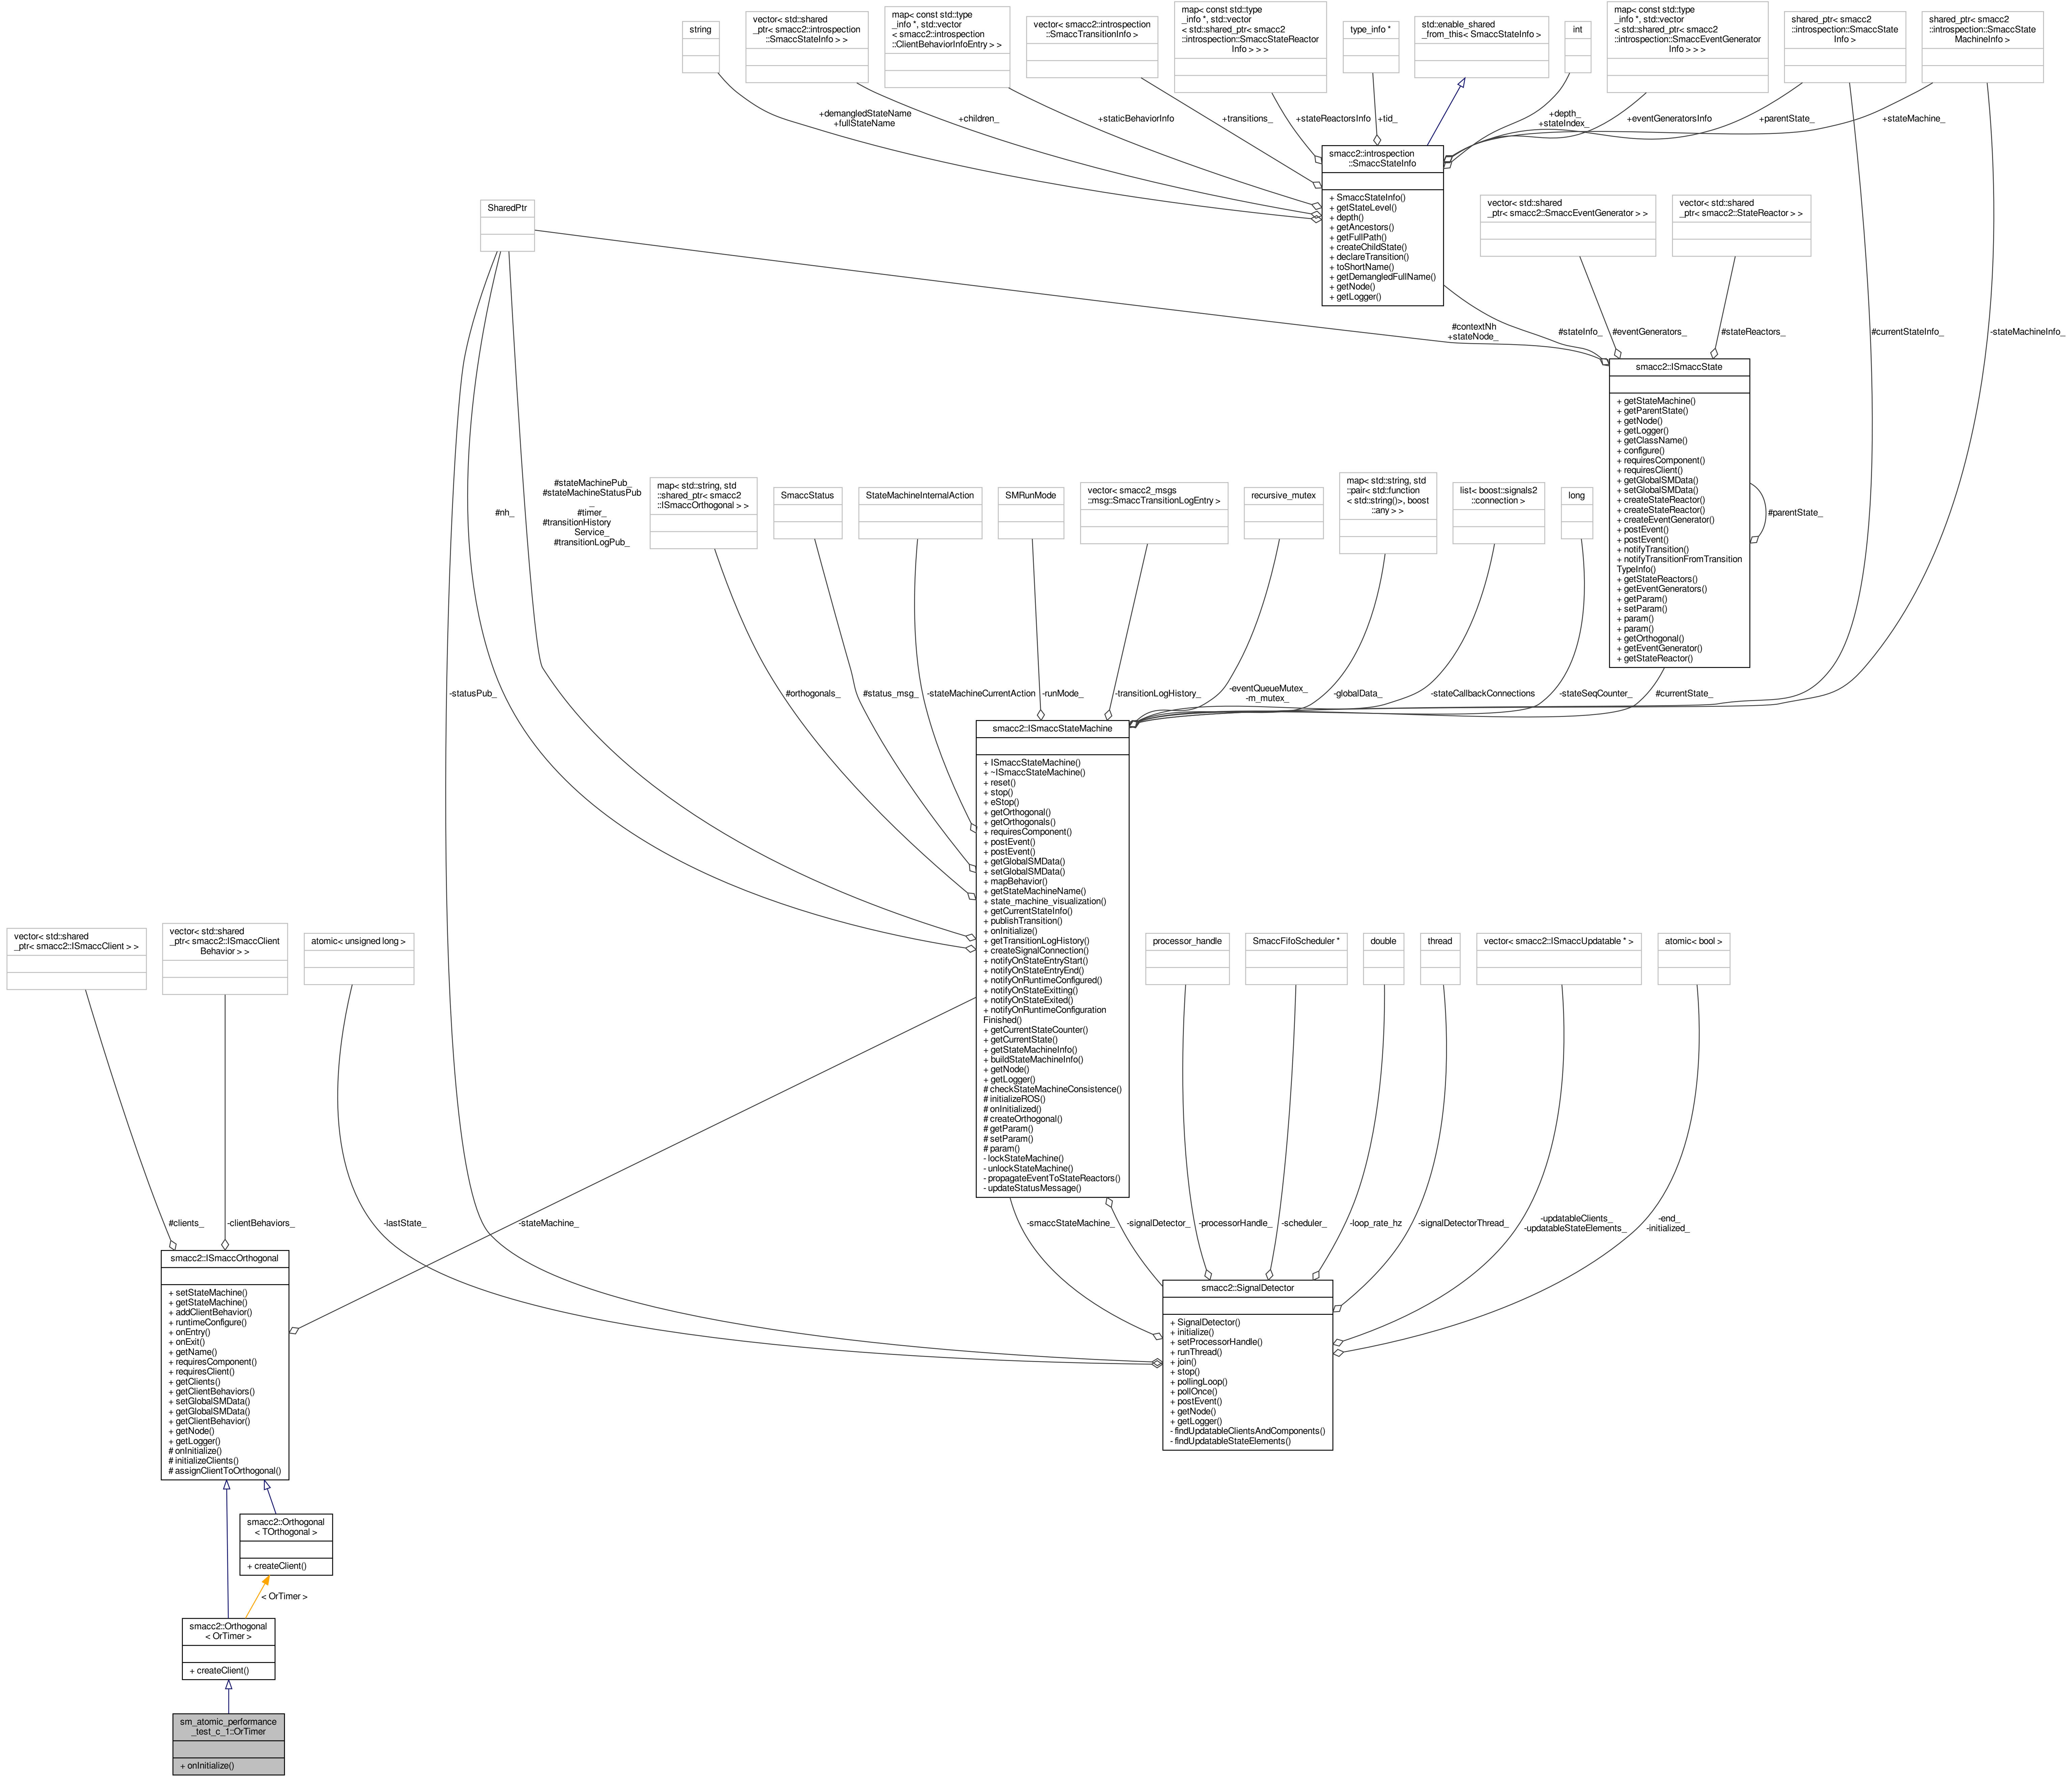 string
vector< std::shared
_ptr< smacc2::introspection
::SmaccStateInfo > >
map< const std::type
_info *, std::vector
< smacc2::introspection
::ClientBehaviorInfoEntry > >
vector< smacc2::introspection
::SmaccTransitionInfo >
map< const std::type
_info *, std::vector
< std::shared_ptr< smacc2
::introspection::SmaccStateReactor
Info > > >
type_info *
std::enable_shared
_from_this< SmaccStateInfo >
int
map< const std::type
_info *, std::vector
< std::shared_ptr< smacc2
::introspection::SmaccEventGenerator
Info > > >
shared_ptr< smacc2
::introspection::SmaccState
Info >
shared_ptr< smacc2
::introspection::SmaccState
MachineInfo >
+demangledStateName
+fullStateName
+children_
+staticBehaviorInfo
+transitions_
+stateReactorsInfo
+tid_
+depth_
+stateIndex_
+eventGeneratorsInfo
+parentState_
+stateMachine_
smacc2::introspection
::SmaccStateInfo
+ SmaccStateInfo()
+ getStateLevel()
+ depth()
+ getAncestors()
+ getFullPath()
+ createChildState()
+ declareTransition()
+ toShortName()
+ getDemangledFullName()
+ getNode()
+ getLogger()
SharedPtr
vector< std::shared
_ptr< smacc2::SmaccEventGenerator > >
vector< std::shared
_ptr< smacc2::StateReactor > >
#contextNh
+stateNode_
#stateInfo_
#eventGenerators_
#stateReactors_
#currentStateInfo_
-stateMachineInfo_
smacc2::ISmaccState
+ getStateMachine()
+ getParentState()
+ getNode()
+ getLogger()
+ getClassName()
+ configure()
+ requiresComponent()
+ requiresClient()
+ getGlobalSMData()
+ setGlobalSMData()
+ createStateReactor()
+ createStateReactor()
+ createEventGenerator()
+ postEvent()
+ postEvent()
+ notifyTransition()
+ notifyTransitionFromTransition
TypeInfo()
+ getStateReactors()
+ getEventGenerators()
+ getParam()
+ setParam()
+ param()
+ param()
+ getOrthogonal()
+ getEventGenerator()
+ getStateReactor()
#parentState_
#nh_
#stateMachinePub_
#stateMachineStatusPub
_
#timer_
#transitionHistory
Service_
#transitionLogPub_
map< std::string, std
::shared_ptr< smacc2
::ISmaccOrthogonal > >
SmaccStatus
StateMachineInternalAction
SMRunMode
vector< smacc2_msgs
::msg::SmaccTransitionLogEntry >
recursive_mutex
map< std::string, std
::pair< std::function
< std::string()>, boost
::any > >
list< boost::signals2
::connection >
long
-statusPub_
#orthogonals_
#status_msg_
-stateMachineCurrentAction
-runMode_
-transitionLogHistory_
-eventQueueMutex_
-m_mutex_
-globalData_
-stateCallbackConnections
-stateSeqCounter_
#currentState_
smacc2::ISmaccStateMachine
+ ISmaccStateMachine()
+ ~ISmaccStateMachine()
+ reset()
+ stop()
+ eStop()
+ getOrthogonal()
+ getOrthogonals()
+ requiresComponent()
+ postEvent()
+ postEvent()
+ getGlobalSMData()
+ setGlobalSMData()
+ mapBehavior()
+ getStateMachineName()
+ state_machine_visualization()
+ getCurrentStateInfo()
+ publishTransition()
+ onInitialize()
+ getTransitionLogHistory()
+ createSignalConnection()
+ notifyOnStateEntryStart()
+ notifyOnStateEntryEnd()
+ notifyOnRuntimeConfigured()
+ notifyOnStateExitting()
+ notifyOnStateExited()
+ notifyOnRuntimeConfiguration
Finished()
+ getCurrentStateCounter()
+ getCurrentState()
+ getStateMachineInfo()
+ buildStateMachineInfo()
+ getNode()
+ getLogger()
# checkStateMachineConsistence()
# initializeROS()
# onInitialized()
# createOrthogonal()
# getParam()
# setParam()
# param()
- lockStateMachine()
- unlockStateMachine()
- propagateEventToStateReactors()
- updateStatusMessage()
vector< std::shared
_ptr< smacc2::ISmaccClient > >
vector< std::shared
_ptr< smacc2::ISmaccClient
Behavior > >
atomic< unsigned long >
processor_handle
SmaccFifoScheduler *
double
thread
vector< smacc2::ISmaccUpdatable * >
atomic< bool >
#clients_
-clientBehaviors_
-lastState_
-stateMachine_
-smaccStateMachine_
-signalDetector_
-processorHandle_
-scheduler_
-loop_rate_hz
-signalDetectorThread_
-updatableClients_
-updatableStateElements_
-end_
-initialized_
smacc2::ISmaccOrthogonal
+ setStateMachine()
+ getStateMachine()
+ addClientBehavior()
+ runtimeConfigure()
+ onEntry()
+ onExit()
+ getName()
+ requiresComponent()
+ requiresClient()
+ getClients()
+ getClientBehaviors()
+ setGlobalSMData()
+ getGlobalSMData()
+ getClientBehavior()
+ getNode()
+ getLogger()
# onInitialize()
# initializeClients()
# assignClientToOrthogonal()
smacc2::SignalDetector
+ SignalDetector()
+ initialize()
+ setProcessorHandle()
+ runThread()
+ join()
+ stop()
+ pollingLoop()
+ pollOnce()
+ postEvent()
+ getNode()
+ getLogger()
- findUpdatableClientsAndComponents()
- findUpdatableStateElements()
smacc2::Orthogonal
< TOrthogonal >
+ createClient()
< OrTimer >
smacc2::Orthogonal
< OrTimer >
+ createClient()
sm_atomic_performance
_test_c_1::OrTimer
+ onInitialize()